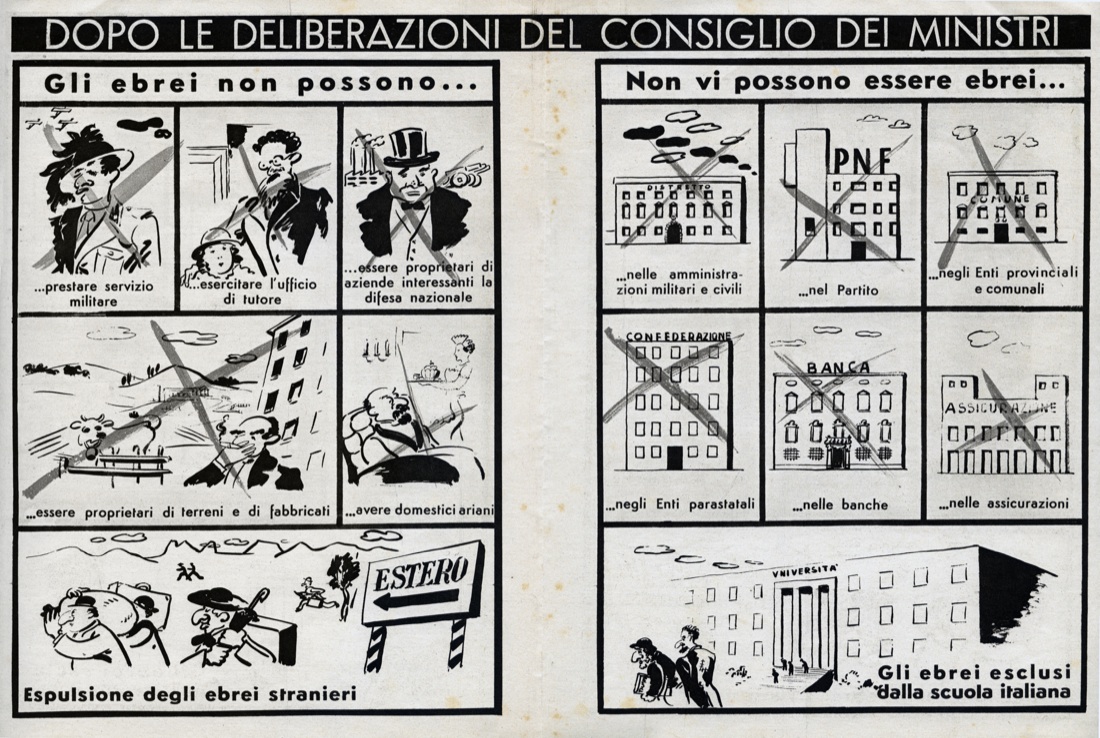 DOPO LE DELIBERAZIONI DEL CONSIGLIO DEI MINISTRI
Gli ebrei non possono...
...prestare servizio
militare
...esercitare l'ufficio
di tutore
...essere proprietari di
aziende interessanti la
difesa nazionale
...essere proprietari di terreni e di fabbricati
...avere domestici ariani
ESTERO
Espulsione degli ebrei stranieri
Non vi possono essere ebrei...
DISTRETTO
...nelle amministra-
zioni militari e civili
PNF
...nel Partito
COMUNE
...negli Enti provinciali
e comunali
CONFEDERAZIONE
...negli Enti parastatali
BANCA
...nelle banche
ASSICURAZIONE
...nelle assicurazioni
VNIVERSITA'
Gli ebrei esclusi
dalla scuola italiana